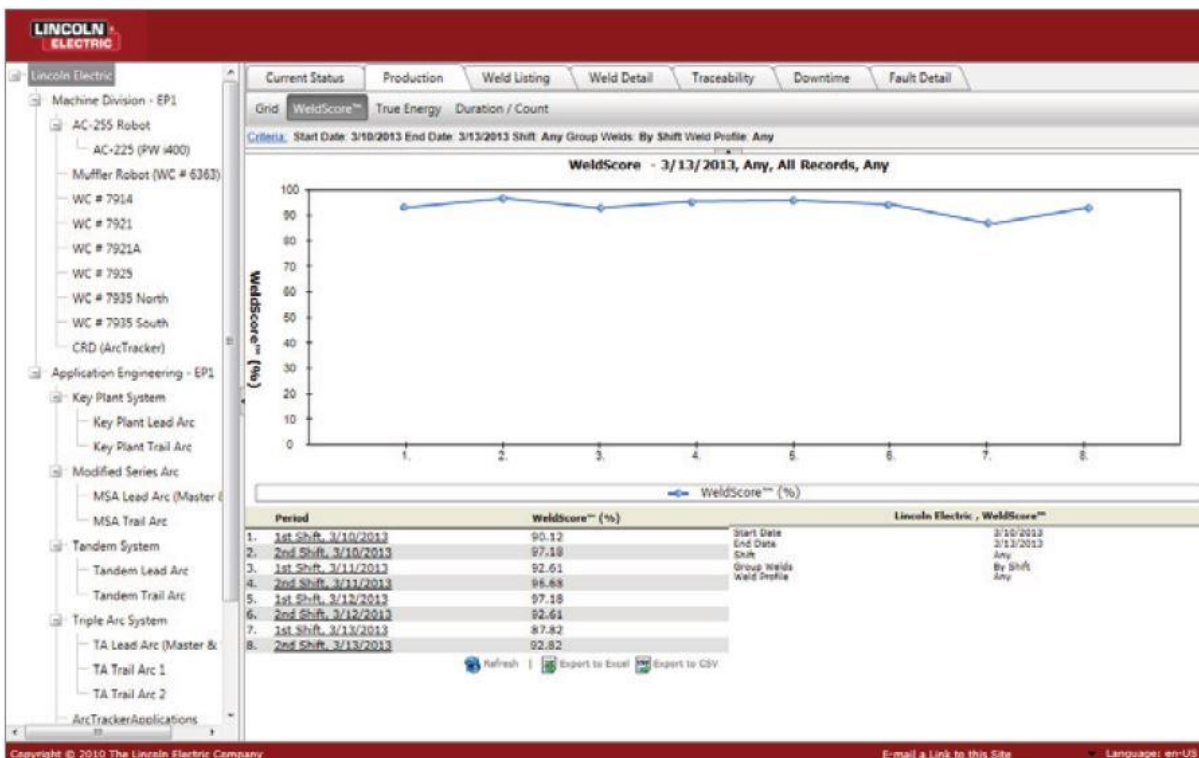 LINCOLN
ELECTRIC
Lincoln Electric
Machine Division - EP1
AC-255 Robot
AC-225 (PW i400)
Muffler Robot (WC # 6363)
WC # 7914
WC # 7921
WC # 7921A
WC # 7925
WC # 7935 North
WC # 7935 South
CRD (ArcTracker)
Application Engineering - EP1
Key Plant System
Key Plant Lead Arc
Key Plant Trail Arc
Modified Series Arc
MSA Lead Arc (Master &
MSA Trail Arc
Tandem System
Tandem Lead Arc
Tandem Trail Arc
Triple Arc System
TA Lead Arc (Master &
TA Trail Arc 1
TA Trail Arc 2
ArcTrackerApplications
Current Status Production Weld Listing Weld Detail Traceability Downtime Fault Detail
Grid WeldScore™ True Energy Duration / Count
Criteria: Start Date: 3/10/2013 End Date: 3/13/2013 Shift: Any Group Welds: By Shift Weld Profile: Any
WeldScore - 3/13/2013, Any, All Records, Any
WeldScore™ (%)
100
90
80
70
60
50
40
30
20
10
0
1. 2. 3. 4. 5. 6. 7. 8.
WeldScore™ (%)
Period WeldScore™ (%)
1. 1st Shift, 3/10/2013 90.12
2. 2nd Shift, 3/10/2013 97.18
3. 1st Shift, 3/11/2013 92.61
4. 2nd Shift, 3/11/2013 96.68
5. 1st Shift, 3/12/2013 97.18
6. 2nd Shift, 3/12/2013 92.61
7. 1st Shift, 3/13/2013 87.82
8. 2nd Shift, 3/13/2013 92.82
Lincoln Electric , WeldScore™
Start Date 3/10/2013
End Date 3/13/2013
Shift Any
Group Welds By Shift
Weld Profile Any
Refresh | Export to Excel Export to CSV
Copyright © 2010 The Lincoln Electric Company E-mail a Link to this Site Language: en-US